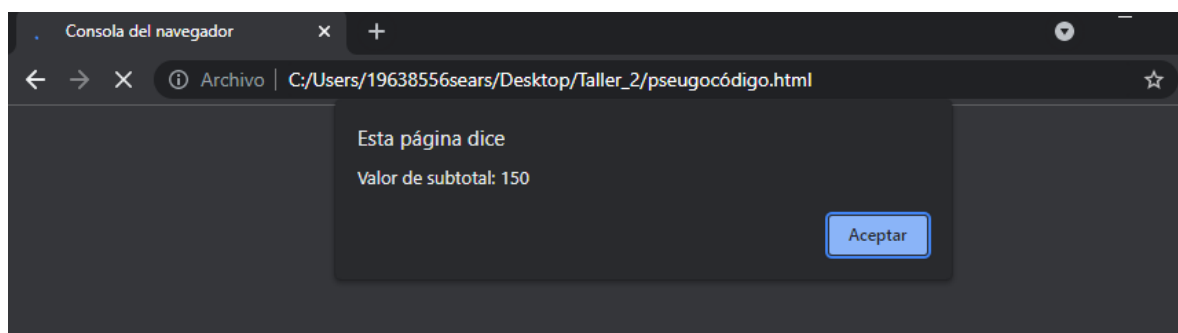 Consola del navegador
Archivo C:/Users/19638556sears/Desktop/Taller_2/pseugocódigo.html
Esta página dice
Valor de subtotal: 150
Aceptar